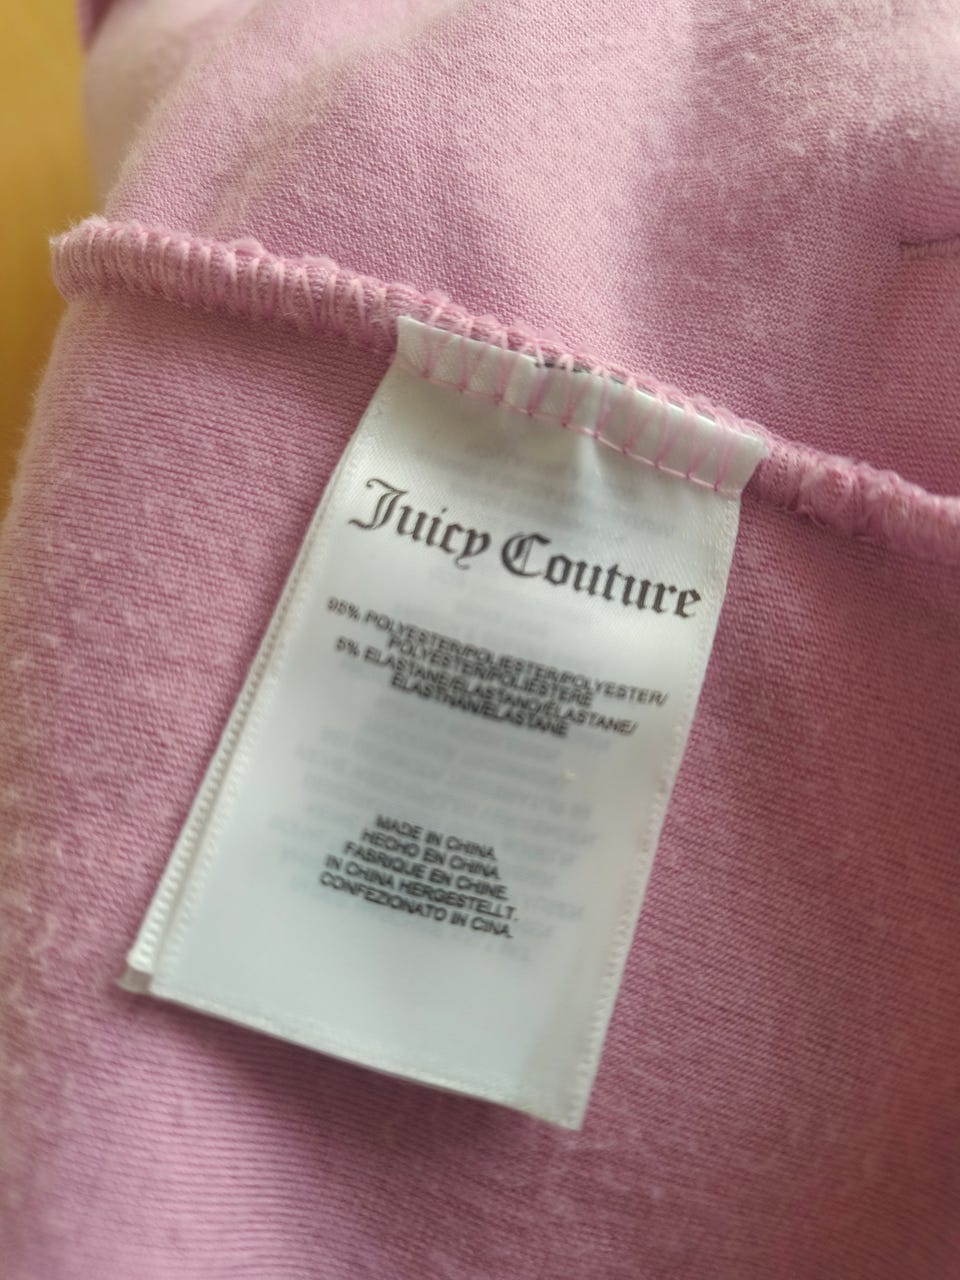 Juicy Couture
95% POLYESTER/POLIESTER/POLYESTER/
POLYESTER/POLIESTERE
5% ELASTANE/ELASTANO/ÉLASTANE/
ELASTHAN/ELASTANE
MADE IN CHINA.
HECHO EN CHINA.
FABRIQUE EN CHINE.
IN CHINA HERGESTELLT.
CONFEZIONATO IN CINA.